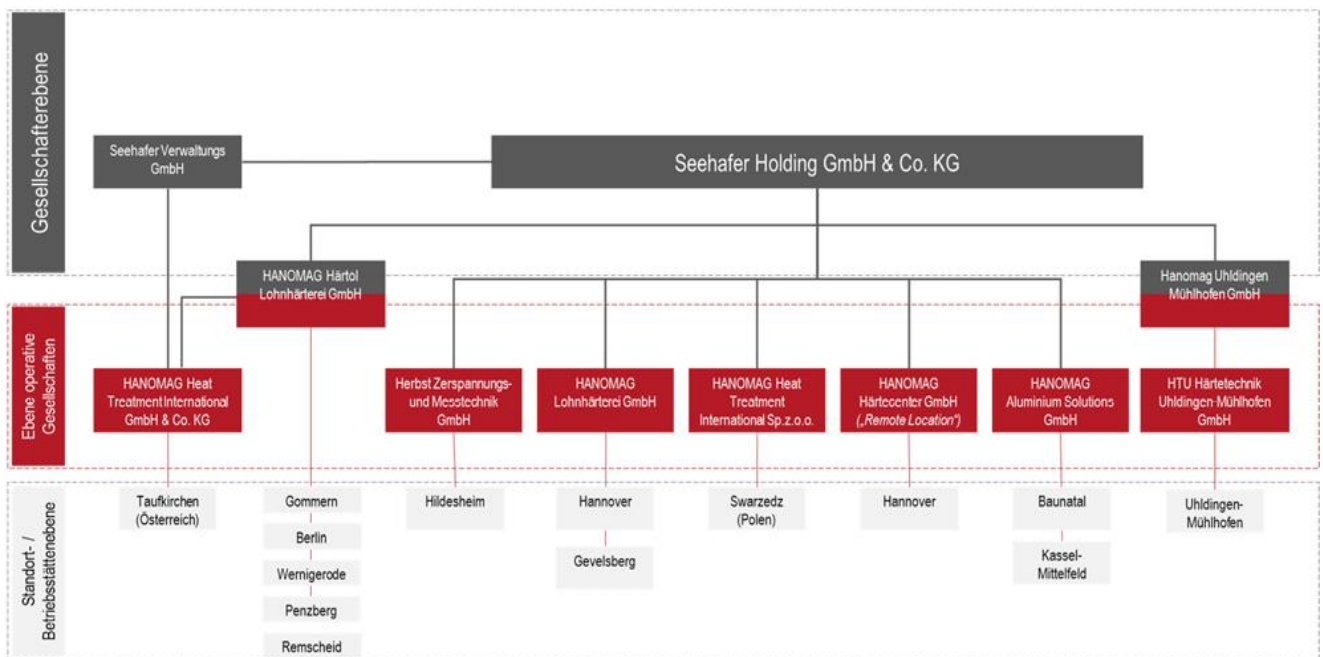 Gesellschafterebene
Seehafer Verwaltungs
GmbH
Seehafer Holding GmbH & Co. KG
HANOMAG Härtol
Lohnhärterei GmbH
Hanomag Uhldingen
Mühlhofen GmbH
Ebene operative
Gesellschaften
HANOMAG Heat
Treatment International
GmbH & Co. KG
Herbst Zerspannungs-
und Messtechnik
GmbH
HANOMAG
Lohnhärterei GmbH
HANOMAG Heat
Treatment
International Sp.z.o.o.
HANOMAG
Härtecenter GmbH
(„Remote Location“)
HANOMAG
Aluminium Solutions
GmbH
HTU Härtetechnik
Uhldingen-Mühlhofen
GmbH
Standort- /
Betriebsstättenebene
Taufkirchen
(Österreich)
Gommern
Berlin
Wernigerode
Penzberg
Remscheid
Hildesheim
Hannover
Gevelsberg
Swarzedz
(Polen)
Hannover
Baunatal
Kassel-
Mittelfeld
Uhldingen-
Mühlhofen